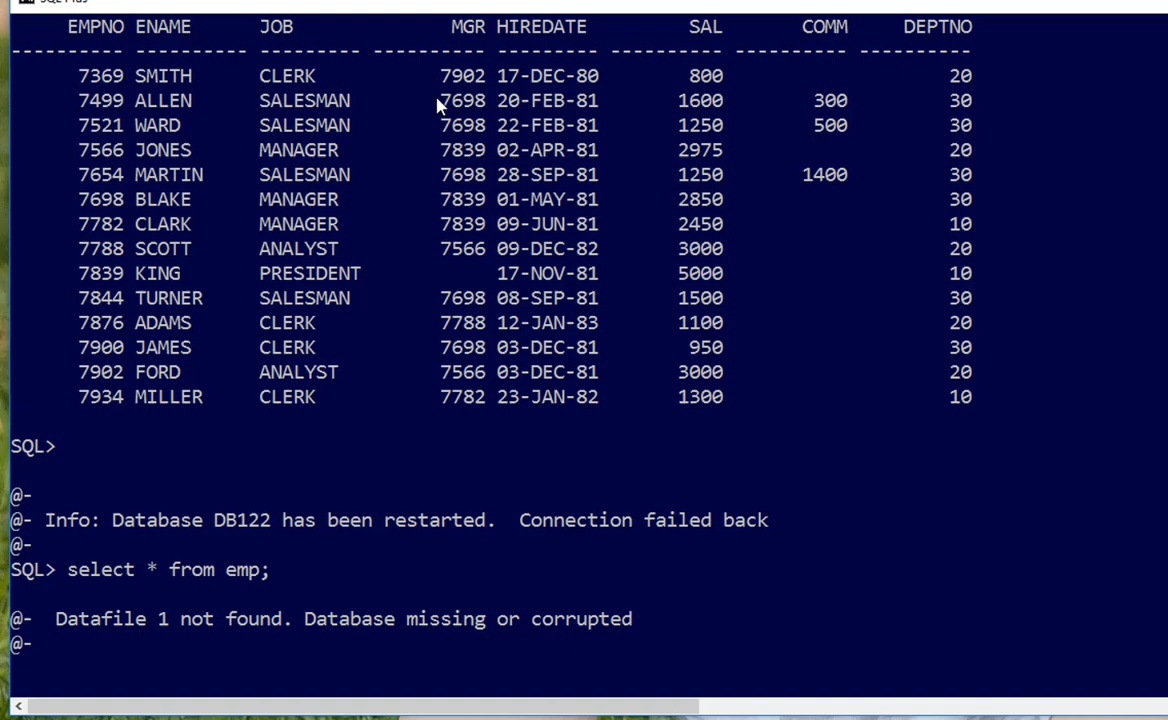 EMPNO ENAME JOB MGR HIREDATE SAL COMM DEPTNO
---------- ---------- --------- ---------- --------- ---------- ---------- ----------
7369 SMITH CLERK 7902 17-DEC-80 800 20
7499 ALLEN SALESMAN 7698 20-FEB-81 1600 300 30
7521 WARD SALESMAN 7698 22-FEB-81 1250 500 30
7566 JONES MANAGER 7839 02-APR-81 2975 20
7654 MARTIN SALESMAN 7698 28-SEP-81 1250 1400 30
7698 BLAKE MANAGER 7839 01-MAY-81 2850 30
7782 CLARK MANAGER 7839 09-JUN-81 2450 10
7788 SCOTT ANALYST 7566 09-DEC-82 3000 20
7839 KING PRESIDENT 17-NOV-81 5000 10
7844 TURNER SALESMAN 7698 08-SEP-81 1500 30
7876 ADAMS CLERK 7788 12-JAN-83 1100 20
7900 JAMES CLERK 7698 03-DEC-81 950 30
7902 FORD ANALYST 7566 03-DEC-81 3000 20
7934 MILLER CLERK 7782 23-JAN-82 1300 10
SQL>
@-
@- Info: Database DB122 has been restarted. Connection failed back
@-
SQL> select * from emp;
@- Datafile 1 not found. Database missing or corrupted
@-